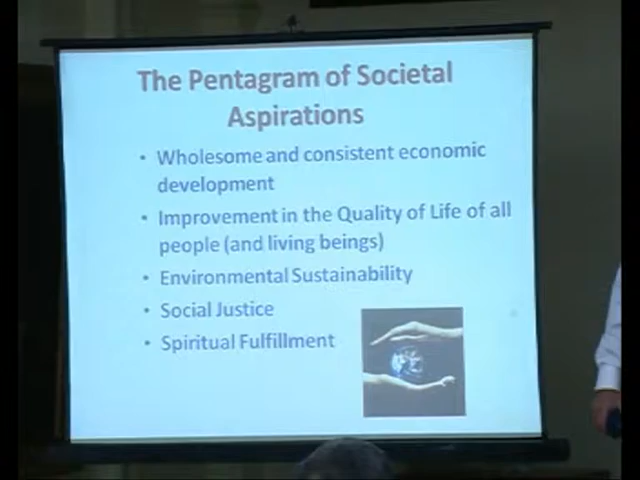 The Pentagram of Societal
Aspirations
• Wholesome and consistent economic
development
• Improvement in the Quality of Life of all
people (and living beings)
• Environmental Sustainability
• Social Justice
• Spiritual Fulfillment